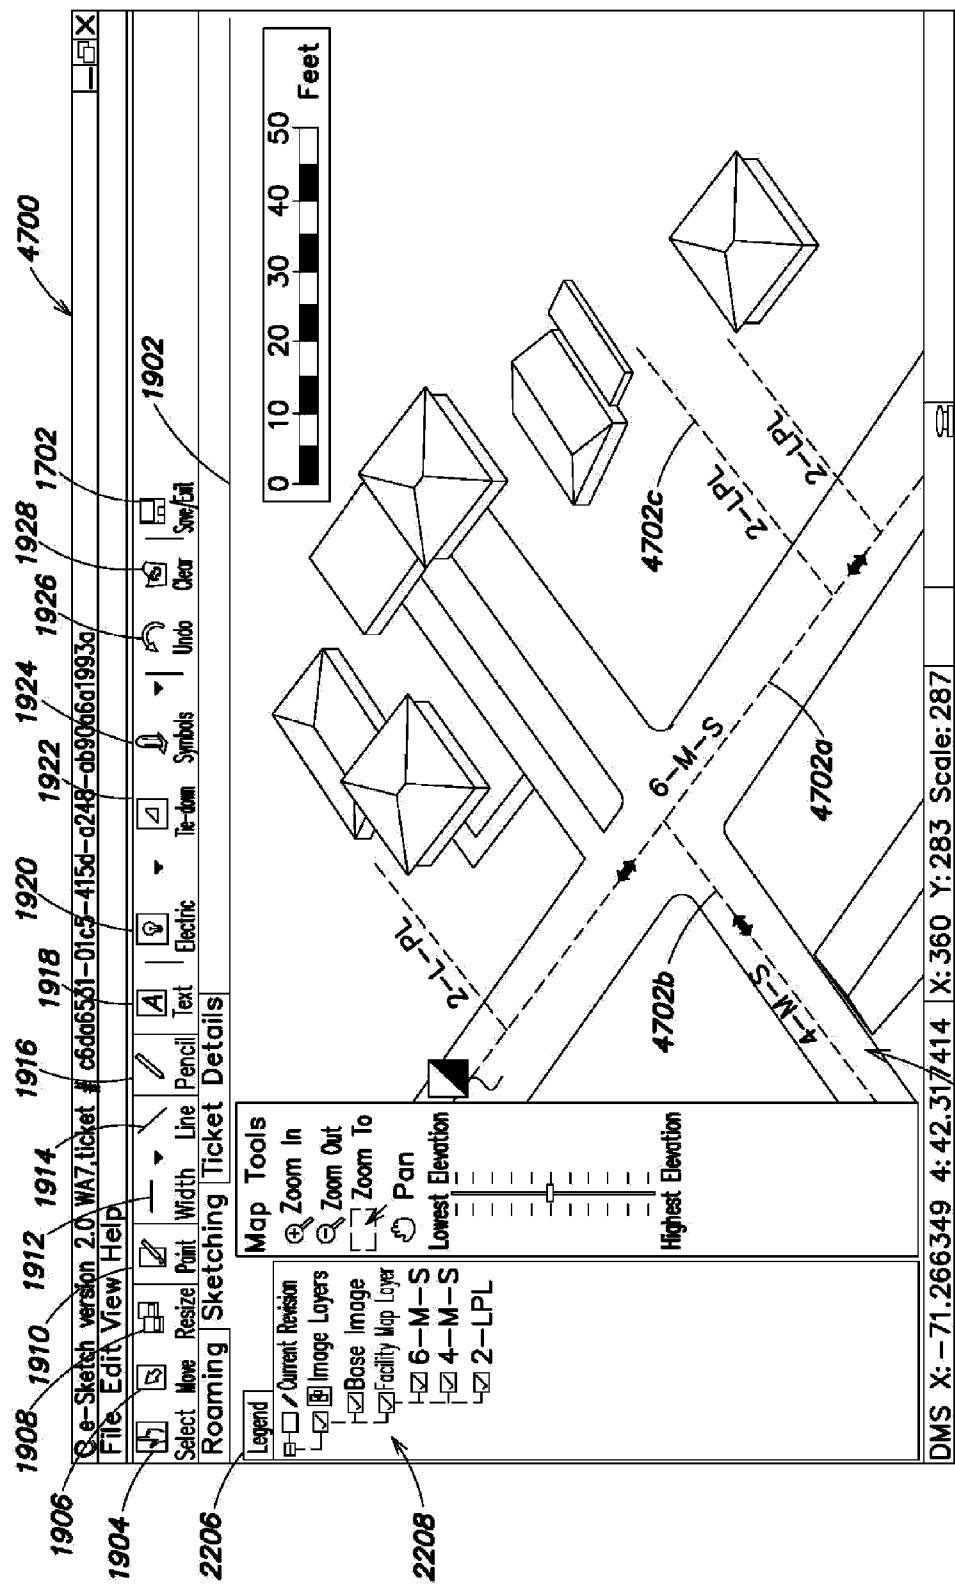 4700
1904
1906
1908
1910
1912
1914
1916
1918
1920
1922
1924
1926
1928
1702
1902
e-Sketch version 2.0 WA7,ticket # c6da6531-01c5-415d-a248-ab90a6a1993a
File Edit View Help
Select Move Resize Paint Width Line Pencil Text Electric Tie-down Symbols Undo Clear Save/Exit
Roaming Sketching Ticket Details
2206
Legend
Current Revision
Image Layers
Base Image
Facility Map Layer
6-M-S
4-M-S
2-LPL
2208
Map Tools
Zoom In
Zoom Out
Zoom To
Pan
Lowest Elevation
Highest Elevation
0 10 20 30 40 50
Feet
2-L-PL
6-M-S
4-M-S
2-LPL
2-LPL
4702a
4702b
4702c
DMS X: -71.266349 4: 42.317414 X: 360 Y: 283 Scale: 287